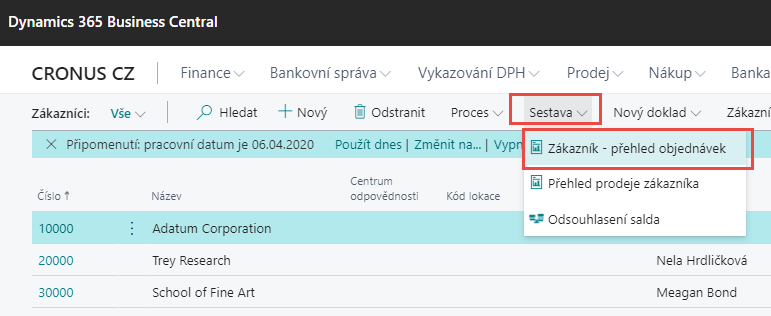 Dynamics 365 Business Central
CRONUS CZ Finance Bankovní správa Vykazování DPH Prodej Nákup Banka
Zákazníci: Vše Hledat Nový Odstranit Proces Sestava Nový doklad Zákazní
Připomenutí: pracovní datum je 06.04.2020 Použít dnes | Změnit na... | Vypn
Zákazník - přehled objednávek
Přehled prodeje zákazníka
Odsouhlasení salda
Číslo ↑ Název Centrum odpovědnosti Kód lokace
10000 Adatum Corporation
20000 Trey Research Nela Hrdličková
30000 School of Fine Art Meagan Bond